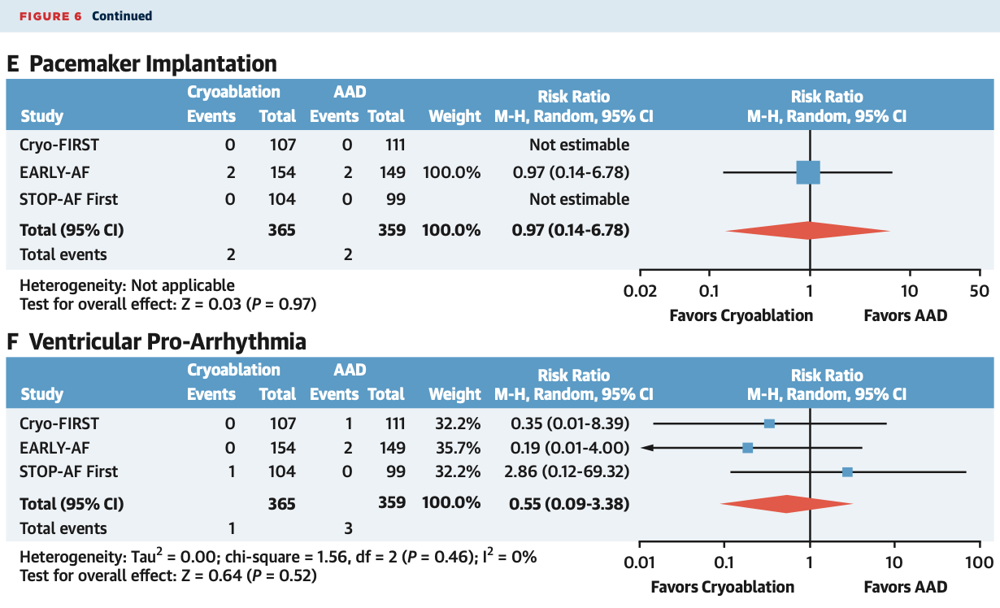 FIGURE 6 Continued
E Pacemaker Implantation
Cryoablation AAD Risk Ratio Risk Ratio
Study Events Total Events Total Weight M-H, Random, 95% CI M-H, Random, 95% CI
Cryo-FIRST 0 107 0 111 Not estimable
EARLY-AF 2 154 2 149 100.0% 0.97 (0.14-6.78)
STOP-AF First 0 104 0 99 Not estimable
Total (95% CI) 365 359 100.0% 0.97 (0.14-6.78)
Total events 2 2
Heterogeneity: Not applicable
Test for overall effect: Z = 0.03 (P = 0.97)
0.02 0.1 1 10 50
Favors Cryoablation Favors AAD
F Ventricular Pro-Arrhythmia
Cryoablation AAD Risk Ratio Risk Ratio
Study Events Total Events Total Weight M-H, Random, 95% CI M-H, Random, 95% CI
Cryo-FIRST 0 107 1 111 32.2% 0.35 (0.01-8.39)
EARLY-AF 0 154 2 149 35.7% 0.19 (0.01-4.00)
STOP-AF First 1 104 0 99 32.2% 2.86 (0.12-69.32)
Total (95% CI) 365 359 100.0% 0.55 (0.09-3.38)
Total events 1 3
Heterogeneity: Tau² = 0.00; chi-square = 1.56, df = 2 (P = 0.46); I² = 0%
Test for overall effect: Z = 0.64 (P = 0.52)
0.01 0.1 1 10 100
Favors Cryoablation Favors AAD